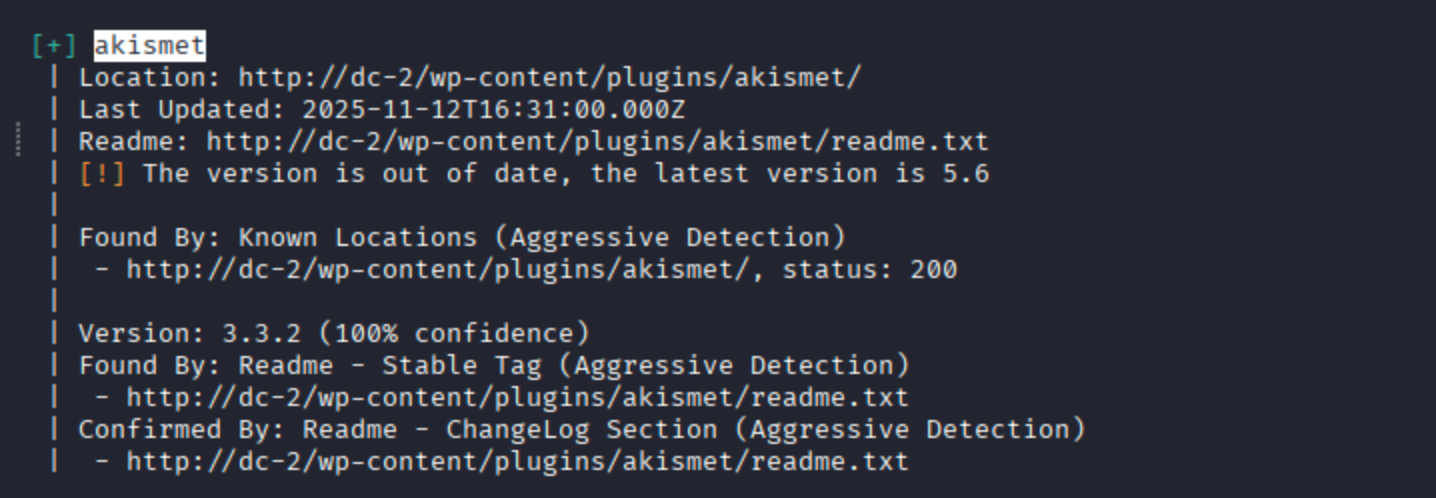 [+] akismet
| Location: http://dc-2/wp-content/plugins/akismet/
| Last Updated: 2025-11-12T16:31:00.000Z
| Readme: http://dc-2/wp-content/plugins/akismet/readme.txt
| [!] The version is out of date, the latest version is 5.6
|
| Found By: Known Locations (Aggressive Detection)
|  - http://dc-2/wp-content/plugins/akismet/, status: 200
|
| Version: 3.3.2 (100% confidence)
| Found By: Readme - Stable Tag (Aggressive Detection)
|  - http://dc-2/wp-content/plugins/akismet/readme.txt
| Confirmed By: Readme - ChangeLog Section (Aggressive Detection)
|  - http://dc-2/wp-content/plugins/akismet/readme.txt